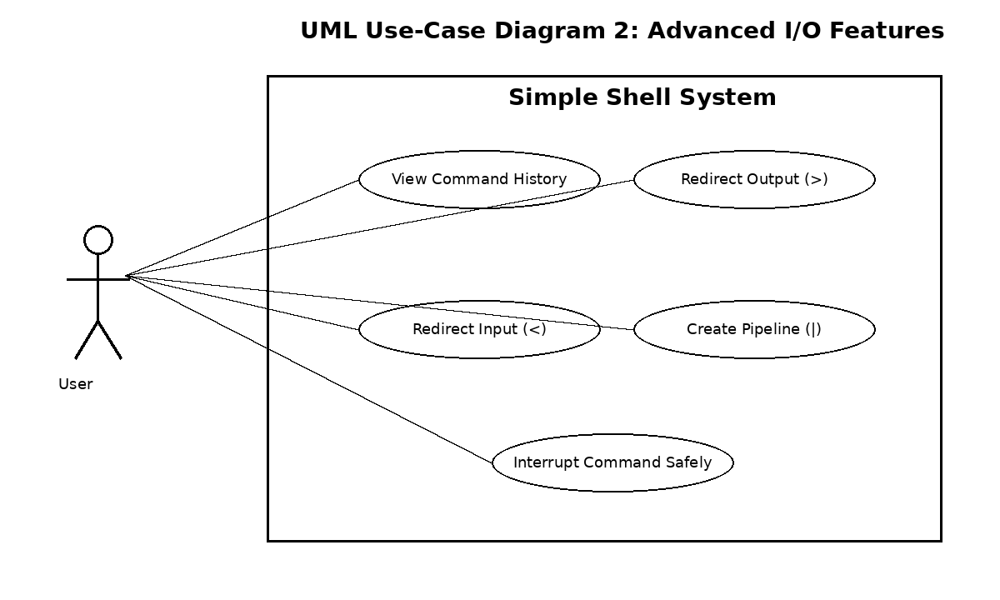 UML Use-Case Diagram 2: Advanced I/O Features
Simple Shell System
View Command History
Redirect Output (>)
Redirect Input (<)
Create Pipeline (|)
User
Interrupt Command Safely